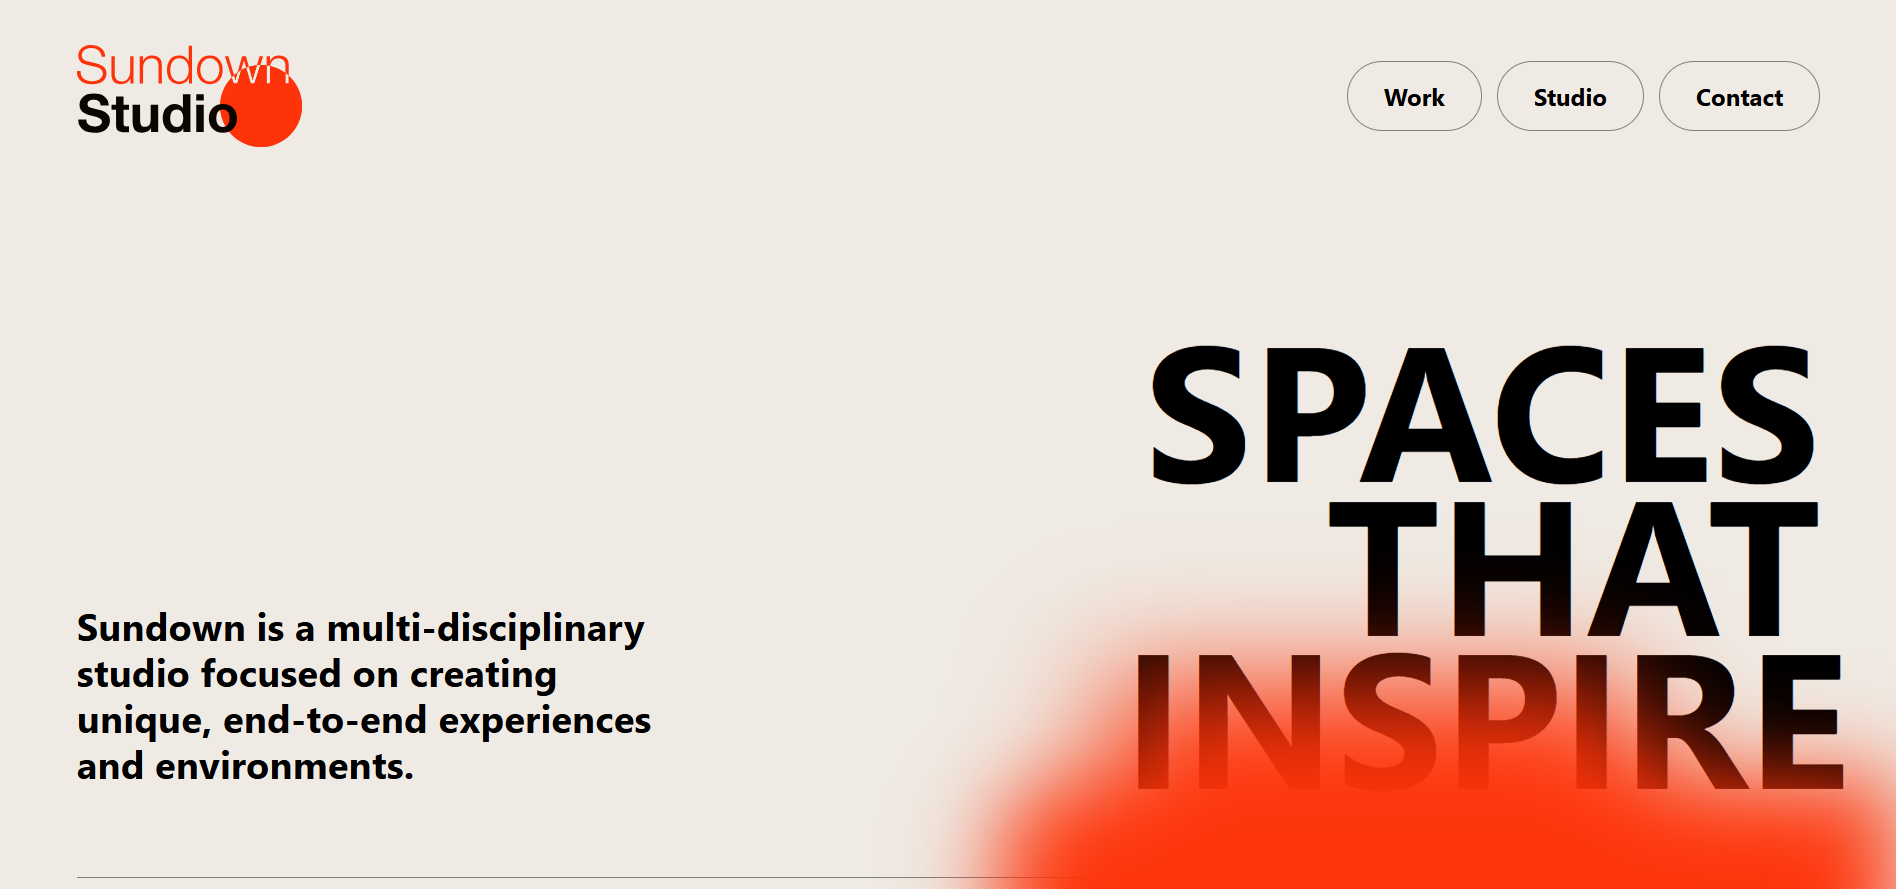 Sundown
Studio
Work
Studio
Contact
SPACES
THAT
INSPIRE
Sundown is a multi-disciplinary
studio focused on creating
unique, end-to-end experiences
and environments.